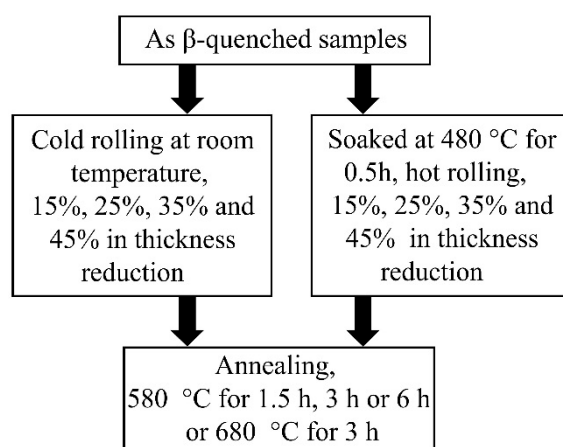 As β-quenched samples
Cold rolling at room
temperature,
15%, 25%, 35% and
45% in thickness
reduction
Soaked at 480 °C for
0.5h, hot rolling,
15%, 25%, 35% and
45% in thickness
reduction
Annealing,
580 °C for 1.5 h, 3 h or 6 h
or 680 °C for 3 h